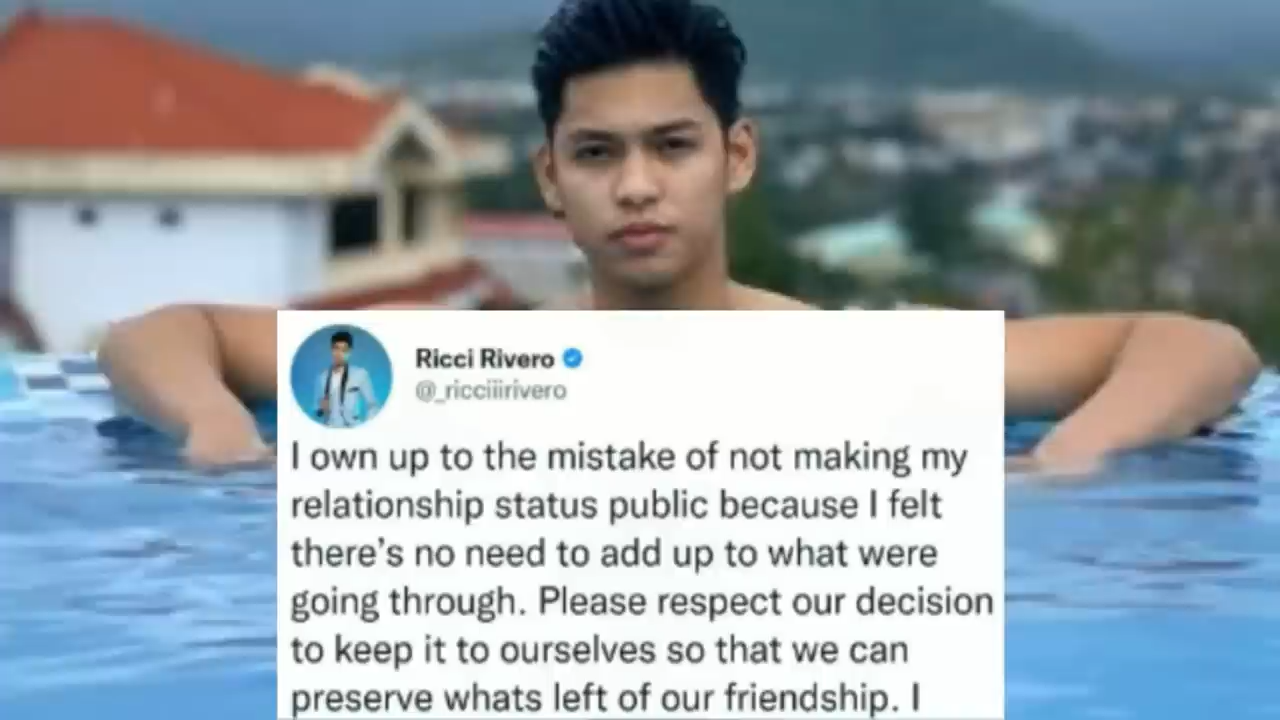 Ricci Rivero
@_ricciiirivero
I own up to the mistake of not making my
relationship status public because I felt
there's no need to add up to what were
going through. Please respect our decision
to keep it to ourselves so that we can
preserve whats left of our friendship. I